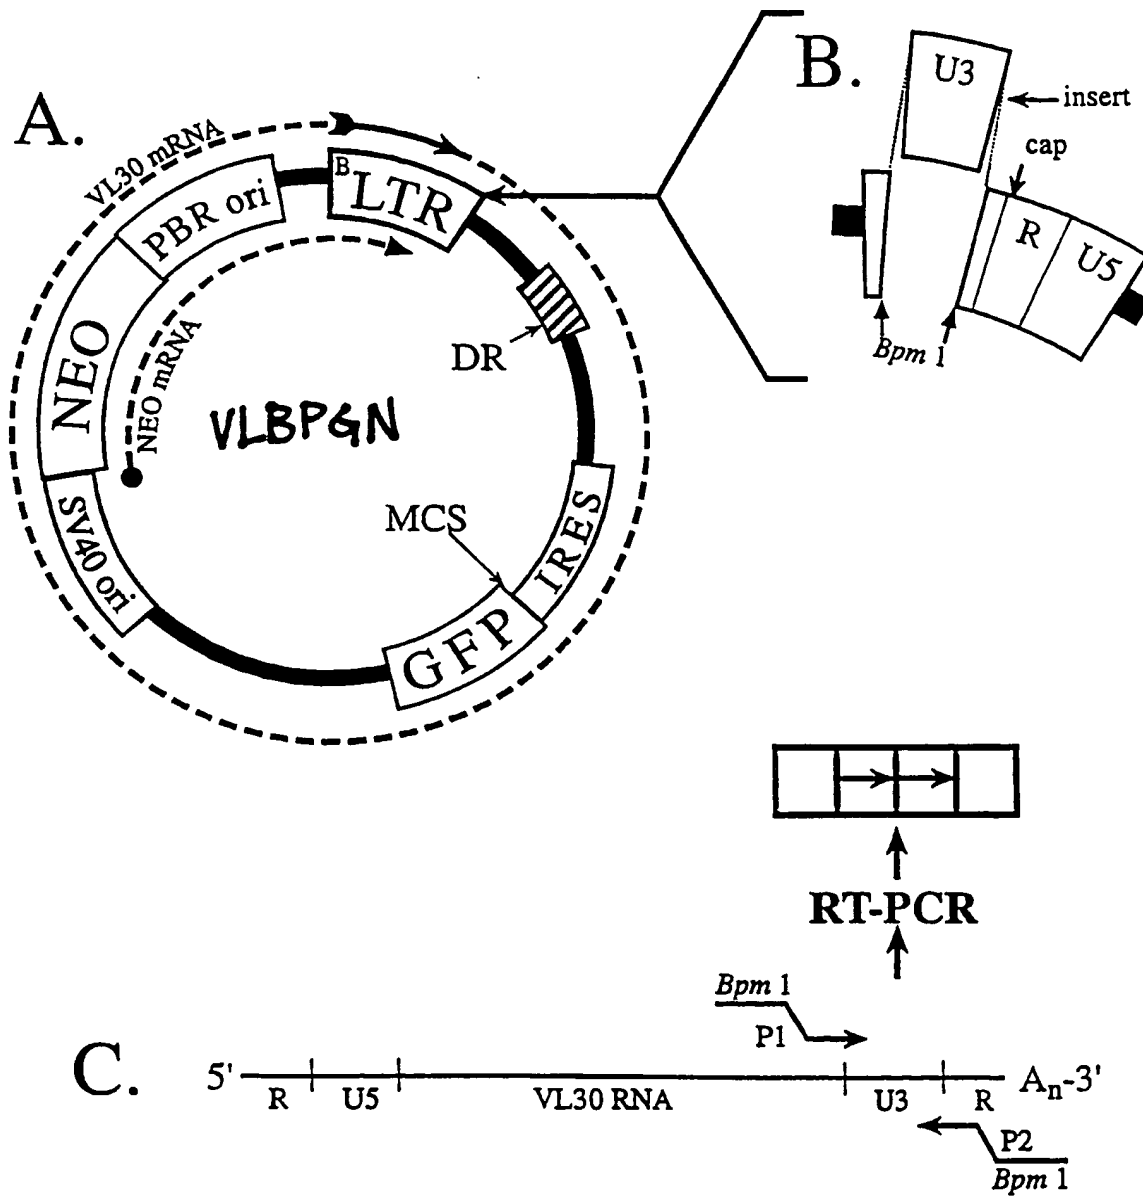 A.
VL30 mRNA
PBR ori
B
LTR
NEO
NEO mRNA
DR
VLBPGN
MCS
IRES
GFP
SV40 ori
B.
U3
insert
cap
R
U5
Bpm 1
RT-PCR
C.
Bpm 1
P1
5'
An-3'
R
U5
VL30 RNA
U3
R
P2
Bpm 1